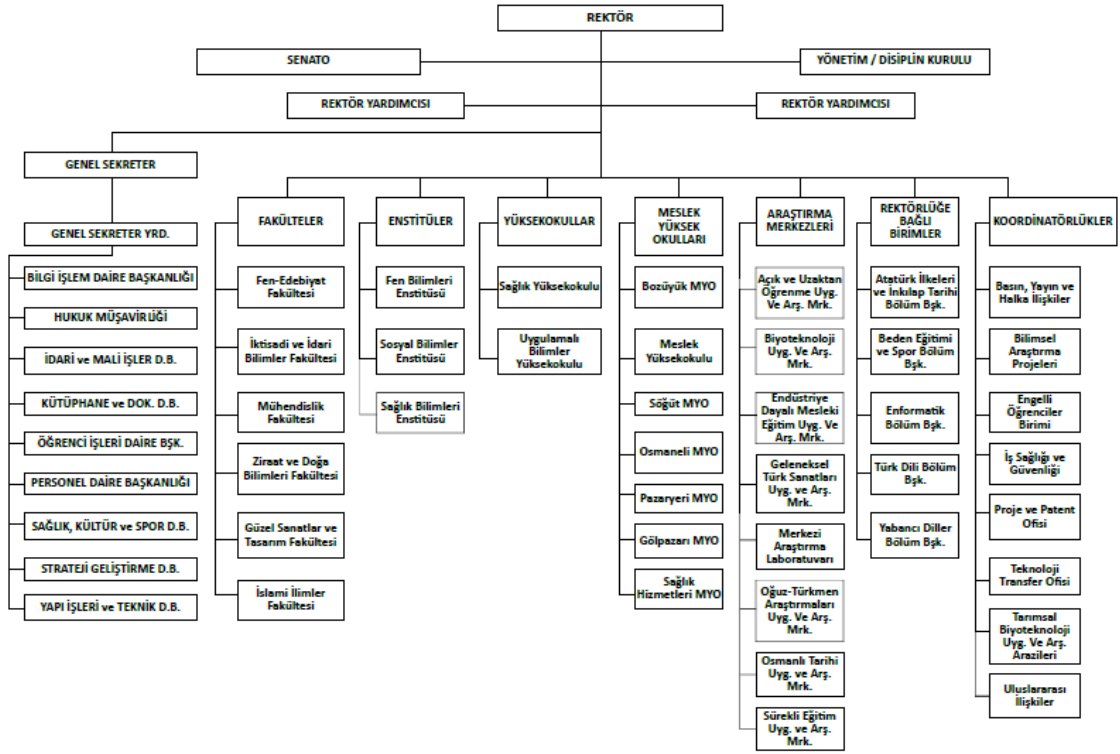 REKTÖR
SENATO
YÖNETİM / DİSİPLİN KURULU
REKTÖR YARDIMCISI
REKTÖR YARDIMCISI
GENEL SEKRETER
GENEL SEKRETER YRD.
BİLGİ İŞLEM DAİRE BAŞKANLIĞI
HUKUK MÜŞAVİRLİĞİ
İDARİ ve MALİ İŞLER D.B.
KÜTÜPHANE ve DOK. D.B.
ÖĞRENCİ İŞLERİ DAİRE BŞK.
PERSONEL DAİRE BAŞKANLIĞI
SAĞLIK, KÜLTÜR ve SPOR D.B.
STRATEJİ GELİŞTİRME D.B.
YAPI İŞLERİ ve TEKNİK D.B.
FAKÜLTELER
Fen-Edebiyat
Fakültesi
İktisadi ve İdari
Bilimler Fakültesi
Mühendislik
Fakültesi
Ziraat ve Doğa
Bilimleri Fakültesi
Güzel Sanatlar ve
Tasarım Fakültesi
İslami İlimler
Fakültesi
ENSTİTÜLER
Fen Bilimleri
Enstitüsü
Sosyal Bilimler
Enstitüsü
Sağlık Bilimleri
Enstitüsü
YÜKSEKOKULLAR
Sağlık Yüksekokulu
Uygulamalı
Bilimler
Yüksekokulu
MESLEK
YÜKSEK
OKULLARI
Bozüyük MYO
Meslek
Yüksekokulu
Söğüt MYO
Osmaneli MYO
Pazaryeri MYO
Gölpazarı MYO
Sağlık
Hizmetleri MYO
ARAŞTIRMA
MERKEZLERİ
Açık ve Uzaktan
Öğrenme Uyg.
Ve Arş. Mrk.
Biyoteknoloji
Uyg. Ve Arş.
Mrk.
Endüstriye
Dayalı Mesleki
Eğitim Uyg. Ve
Arş. Mrk.
Geleneksel
Türk Sanatları
Uyg. ve Arş.
Mrk.
Merkezi
Araştırma
Laboratuvarı
Oğuz-Türkmen
Araştırmaları
Uyg. Ve Arş.
Mrk.
Osmanlı Tarihi
Uyg. ve Arş.
Mrk.
Sürekli Eğitim
Uyg. ve Arş.
Mrk.
REKTÖRLÜĞE
BAĞLI
BİRİMLER
Atatürk İlkeleri
ve İnkılap Tarihi
Bölüm Bşk.
Beden Eğitimi
ve Spor Bölüm
Bşk.
Enformatik
Bölüm Bşk.
Türk Dili Bölüm
Bşk.
Yabancı Diller
Bölüm Bşk.
KOORDİNATÖRLÜKLER
Basın, Yayın ve
Halka İlişkiler
Bilimsel
Araştırma
Projeleri
Engelli
Öğrenciler
Birimi
İş Sağlığı ve
Güvenliği
Proje ve Patent
Ofisi
Teknoloji
Transfer Ofisi
Tarımsal
Biyoteknoloji
Uyg. Ve Arş.
Arazileri
Uluslararası
İlişkiler